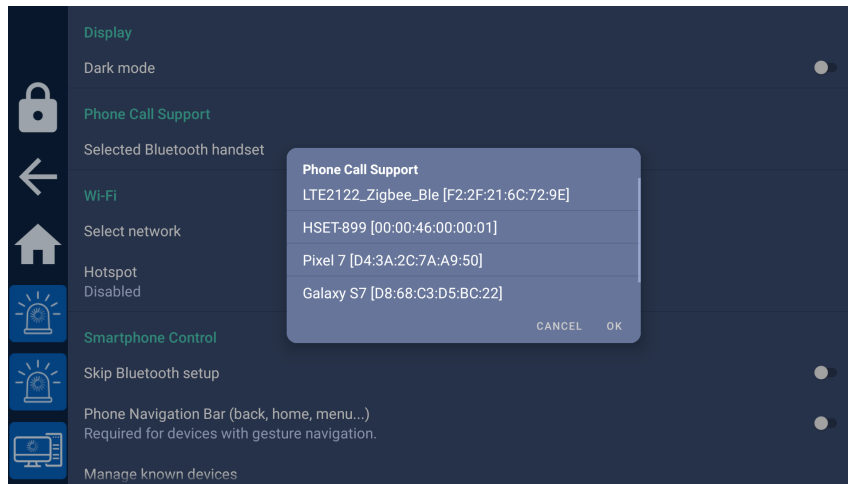 Display
Dark mode
Phone Call Support
Selected Bluetooth handset
Wi-Fi
Select network
Hotspot
Disabled
Smartphone Control
Skip Bluetooth setup
Phone Navigation Bar (back, home, menu...)
Required for devices with gesture navigation.
Manage known devices
Phone Call Support
LTE2122_Zigbee_Ble [F2:2F:21:6C:72:9E]
HSET-899 [00:00:46:00:00:01]
Pixel 7 [D4:3A:2C:7A:A9:50]
Galaxy S7 [D8:68:C3:D5:BC:22]
CANCEL OK